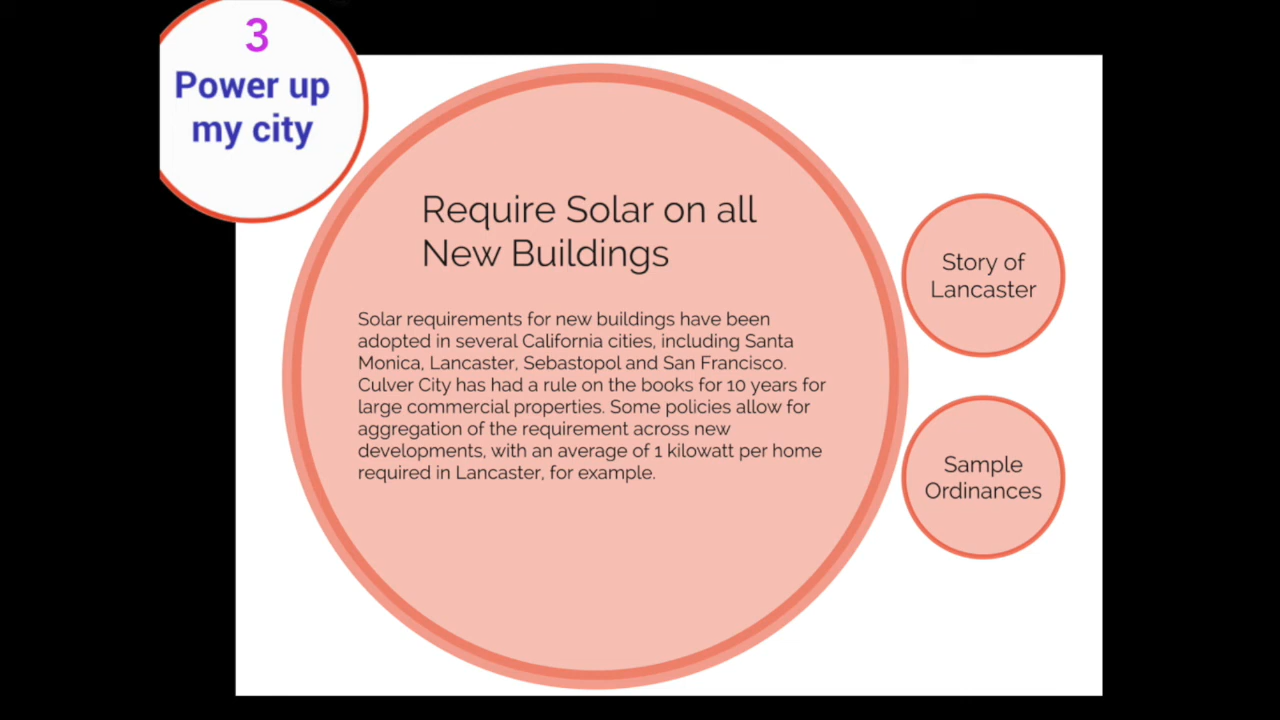 3
Power up
my city
Require Solar on all
New Buildings
Solar requirements for new buildings have been
adopted in several California cities, including Santa
Monica, Lancaster, Sebastopol and San Francisco.
Culver City has had a rule on the books for 10 years for
large commercial properties. Some policies allow for
aggregation of the requirement across new
developments, with an average of 1 kilowatt per home
required in Lancaster, for example.
Story of
Lancaster
Sample
Ordinances